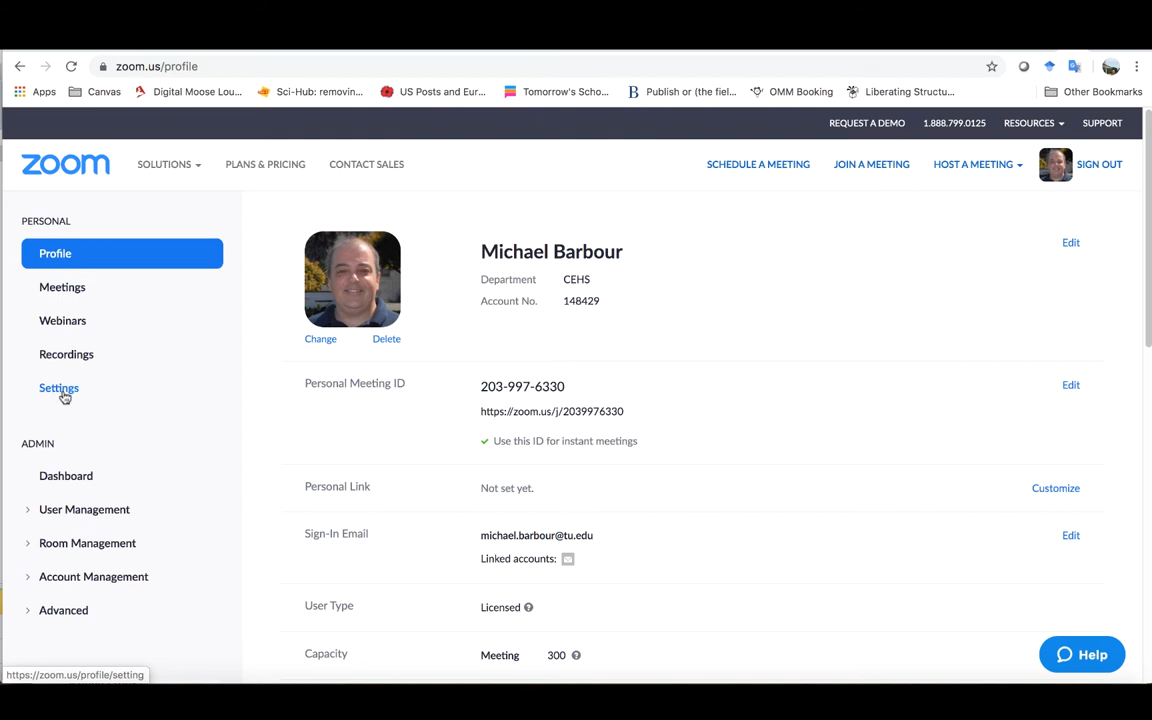 zoom.us/profile
Apps Canvas Digital Moose Lou... Sci-Hub: removin... US Posts and Eur... Tomorrow's Scho... Publish or (the fiel... OMM Booking Liberating Structu... Other Bookmarks
REQUEST A DEMO 1.888.799.0125 RESOURCES SUPPORT
zoom SOLUTIONS PLANS & PRICING CONTACT SALES SCHEDULE A MEETING JOIN A MEETING HOST A MEETING SIGN OUT
PERSONAL
Profile
Meetings
Webinars
Recordings
Settings
ADMIN
Dashboard
User Management
Room Management
Account Management
Advanced
Michael Barbour Edit
Department CEHS
Account No. 148429
Change Delete
Personal Meeting ID 203-997-6330 Edit
https://zoom.us/j/2039976330
Use this ID for instant meetings
Personal Link Not set yet. Customize
Sign-In Email michael.barbour@tu.edu Edit
Linked accounts:
User Type Licensed
Capacity Meeting 300
Help
https://zoom.us/profile/setting